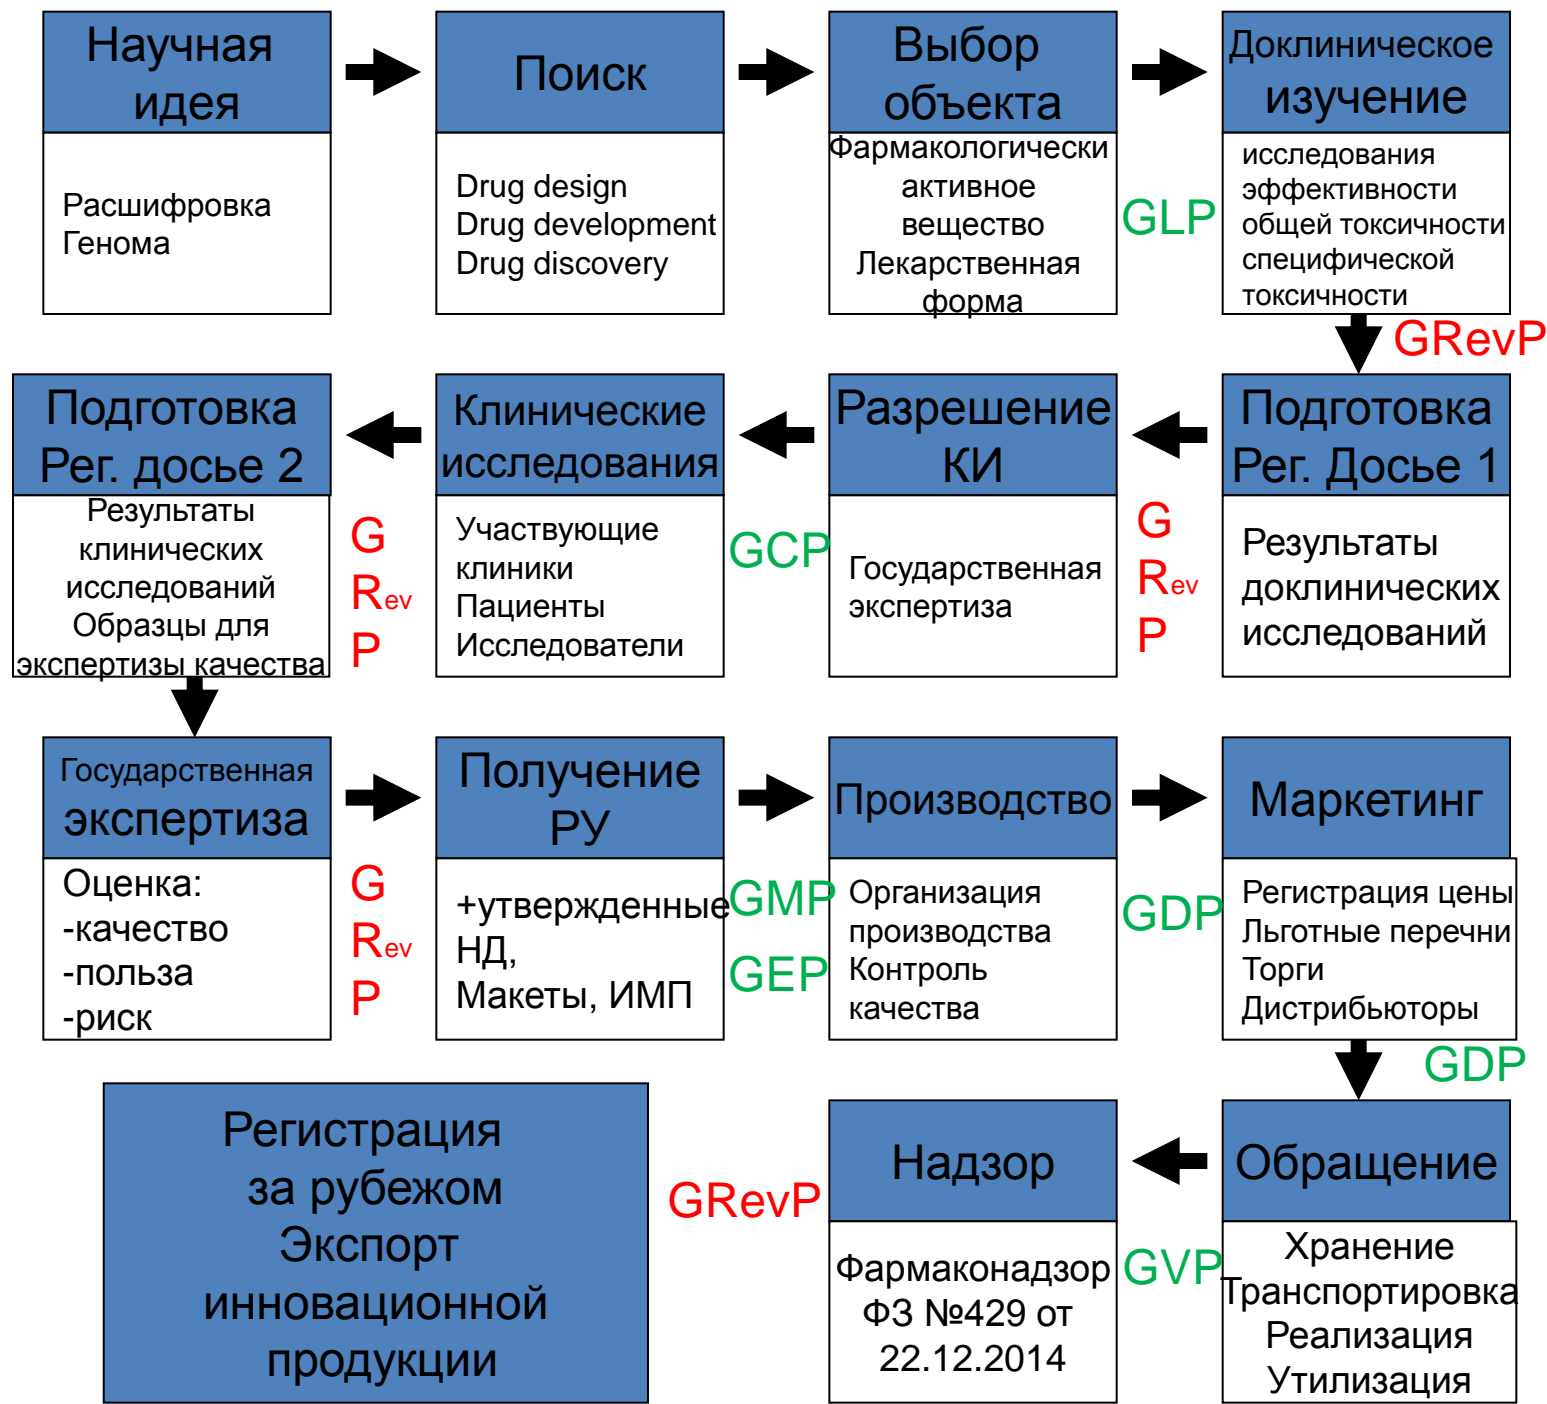 Научная
идея
Расшифровка
Генома
Поиск
Drug design
Drug development
Drug discovery
Выбор
объекта
Фармакологически
активное
вещество
Лекарственная
форма
GLP
Доклиническое
изучение
исследования
эффективности
общей токсичности
специфической
токсичности
GRevP
Подготовка
Рег. Досье 1
Результаты
доклинических
исследований
G
Rev
P
Разрешение
КИ
Государственная
экспертиза
GCP
Клинические
исследования
Участвующие
клиники
Пациенты
Исследователи
G
Rev
P
Подготовка
Рег. досье 2
Результаты
клинических
исследований
Образцы для
экспертизы качества
Государственная
экспертиза
Оценка:
-качество
-польза
-риск
G
Rev
P
Получение
РУ
+утвержденные
НД,
Макеты, ИМП
GMP
GEP
Производство
Организация
производства
Контроль
качества
GDP
Маркетинг
Регистрация цены
Льготные перечни
Торги
Дистрибьюторы
GDP
Обращение
Хранение
Транспортировка
Реализация
Утилизация
GVP
Надзор
Фармаконадзор
ФЗ №429 от
22.12.2014
GRevP
Регистрация
за рубежом
Экспорт
инновационной
продукции